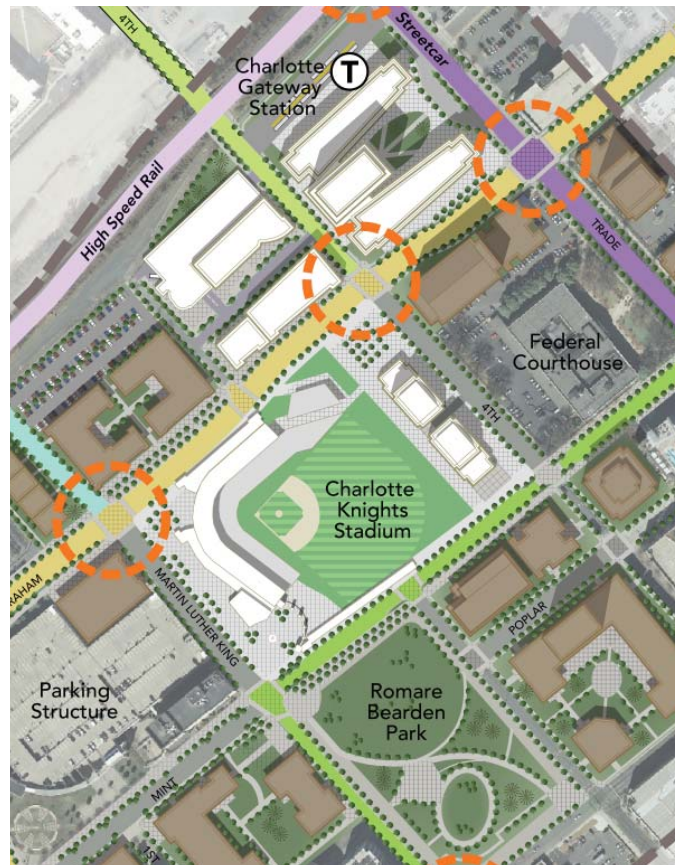 4TH
Streetcar
Charlotte
Gateway
Station
T
High Speed Rail
TRADE
Federal
Courthouse
4TH
Charlotte
Knights
Stadium
RAHAM
MARTIN LUTHER KING
POPLAR
Parking
Structure
Romare
Bearden
Park
MINT
1ST